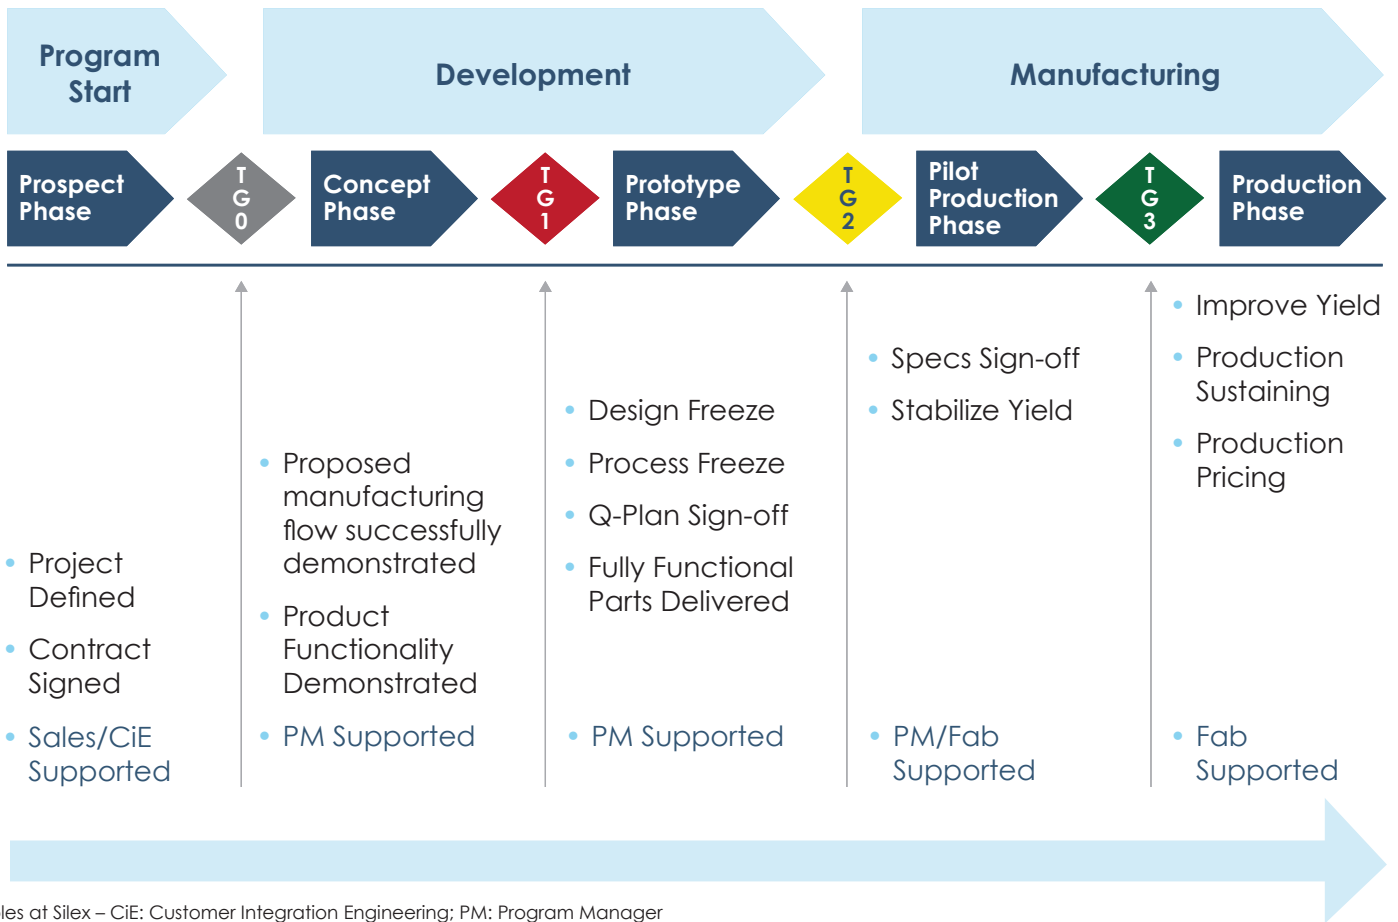 Program
Start
Development
Manufacturing
Prospect
Phase
T
G
0
Concept
Phase
T
G
1
Prototype
Phase
T
G
2
Pilot
Production
Phase
T
G
3
Production
Phase
• Project
Defined
• Contract
Signed
• Sales/CiE
Supported
• Proposed
manufacturing
flow successfully
demonstrated
• Product
Functionality
Demonstrated
• PM Supported
• Design Freeze
• Process Freeze
• Q-Plan Sign-off
• Fully Functional
Parts Delivered
• PM Supported
• Specs Sign-off
• Stabilize Yield
• PM/Fab
Supported
• Improve Yield
• Production
Sustaining
• Production
Pricing
• Fab
Supported
at Silex – CiE: Customer Integration Engineering; PM: Program Manager